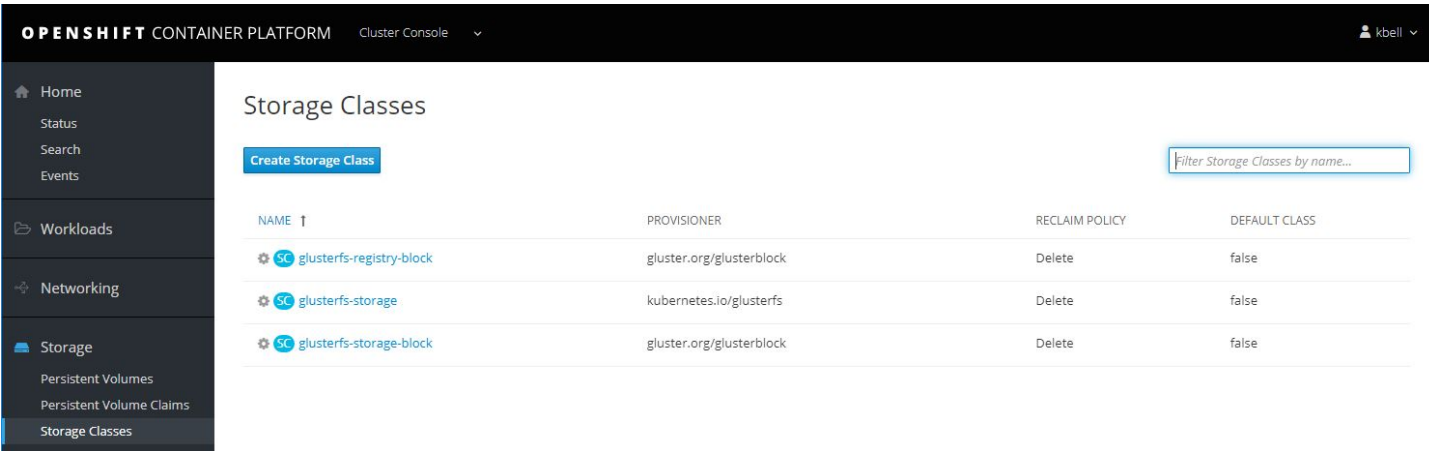 OPENSHIFT CONTAINER PLATFORM Cluster Console kbell
Home
Status
Search
Events
Workloads
Networking
Storage
Persistent Volumes
Persistent Volume Claims
Storage Classes
Storage Classes
Create Storage Class Filter Storage Classes by name...
NAME ↑ PROVISIONER RECLAIM POLICY DEFAULT CLASS
SC glusterfs-registry-block gluster.org/glusterblock Delete false
SC glusterfs-storage kubernetes.io/glusterfs Delete false
SC glusterfs-storage-block gluster.org/glusterblock Delete false